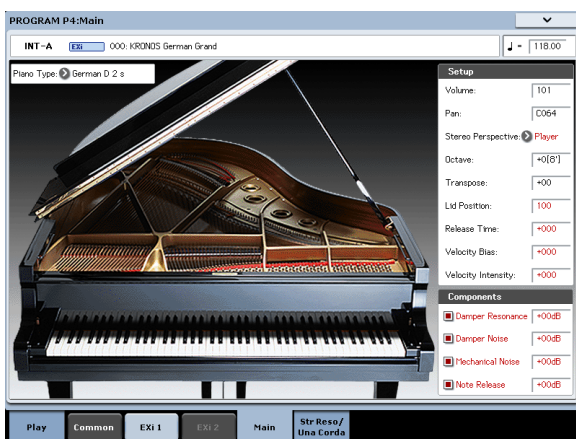 PROGRAM P4:Main
INT-A EXi 000: KRONOS German Grand ♩ = 118.00
Piano Type: German D 2 s
Setup
Volume: 101
Pan: C064
Stereo Perspective: Player
Octave: +0[8']
Transpose: +00
Lid Position: 100
Release Time: +000
Velocity Bias: +000
Velocity Intensity: +000
Components
Damper Resonance +00dB
Damper Noise +00dB
Mechanical Noise +00dB
Note Release +00dB
Play Common EXi 1 EXi 2 Main Str Reso/
Una Corda